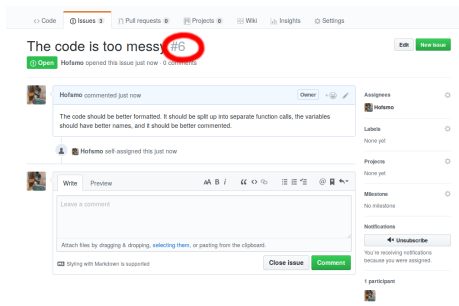 Code Issues 3 Pull requests 0 Projects 0 Wiki Insights Settings
The code is too messy #6
Edit New issue
Open Hofsmo opened this issue just now · 0 comments
Hofsmo commented just now Owner
The code should be better formatted. It should be split up into separate function calls, the variables
should have better names, and it should be better commented.
Hofsmo self-assigned this just now
Write Preview AA B i
Leave a comment
Attach files by dragging & dropping, selecting them, or pasting from the clipboard.
Styling with Markdown is supported
Close issue Comment
Assignees
Hofsmo
Labels
None yet
Projects
None yet
Milestone
No milestone
Notifications
Unsubscribe
You're receiving notifications
because you were assigned.
1 participant